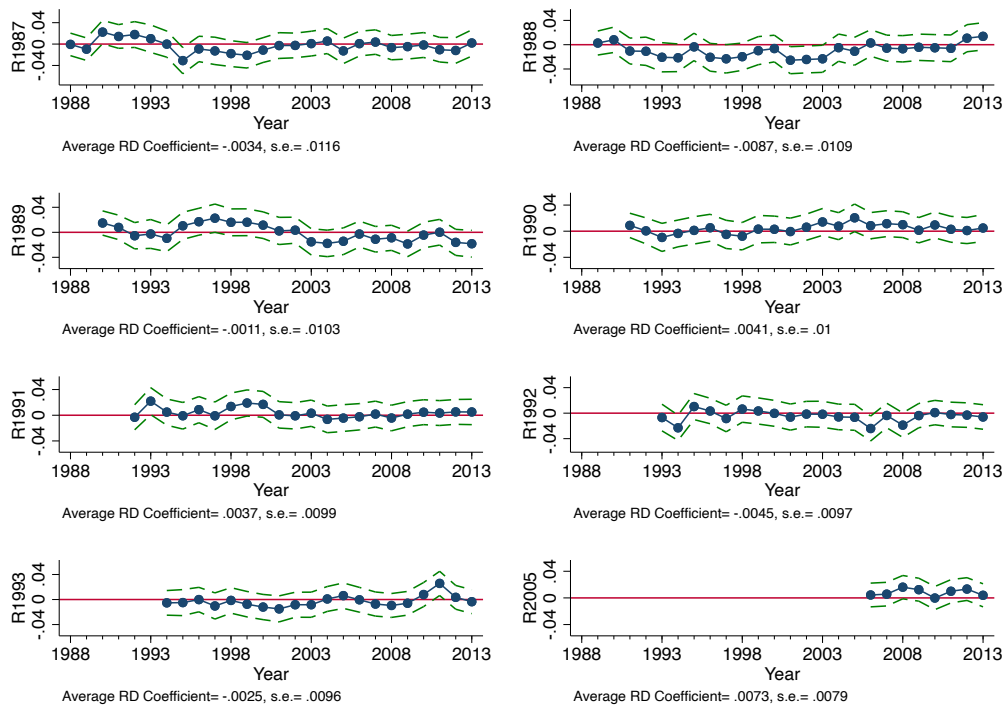 R1987
.04
0
-.04
1988 1993 1998 2003 2008 2013
Year
Average RD Coefficient= -.0034, s.e.= .0116
R1988
.04
0
-.04
1988 1993 1998 2003 2008 2013
Year
Average RD Coefficient= -.0087, s.e.= .0109
R1989
.04
0
-.04
1988 1993 1998 2003 2008 2013
Year
Average RD Coefficient= -.0011, s.e.= .0103
R1990
.04
0
-.04
1988 1993 1998 2003 2008 2013
Year
Average RD Coefficient= .0041, s.e.= .01
R1991
.04
0
-.04
1988 1993 1998 2003 2008 2013
Year
Average RD Coefficient= .0037, s.e.= .0099
R1992
.04
0
-.04
1988 1993 1998 2003 2008 2013
Year
Average RD Coefficient= -.0045, s.e.= .0097
R1993
.04
0
-.04
1988 1993 1998 2003 2008 2013
Year
Average RD Coefficient= -.0025, s.e.= .0096
R2005
.04
0
-.04
1988 1993 1998 2003 2008 2013
Year
Average RD Coefficient= .0073, s.e.= .0079